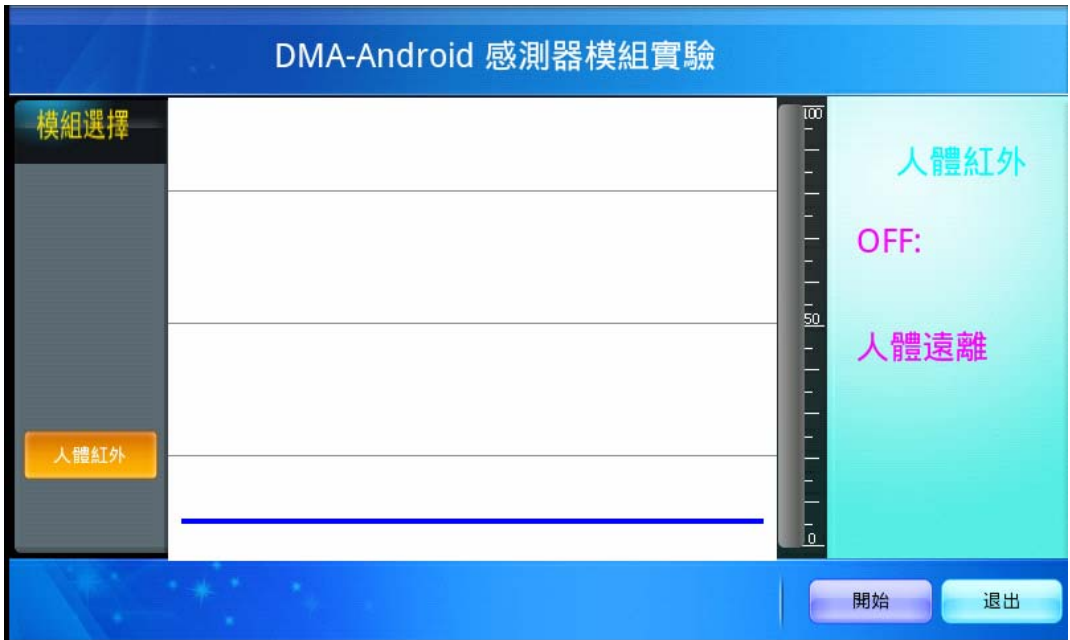 DMA-Android 感測器模組實驗
模組選擇
人體紅外
100
50
0
人體紅外
OFF:
人體遠離
開始
退出